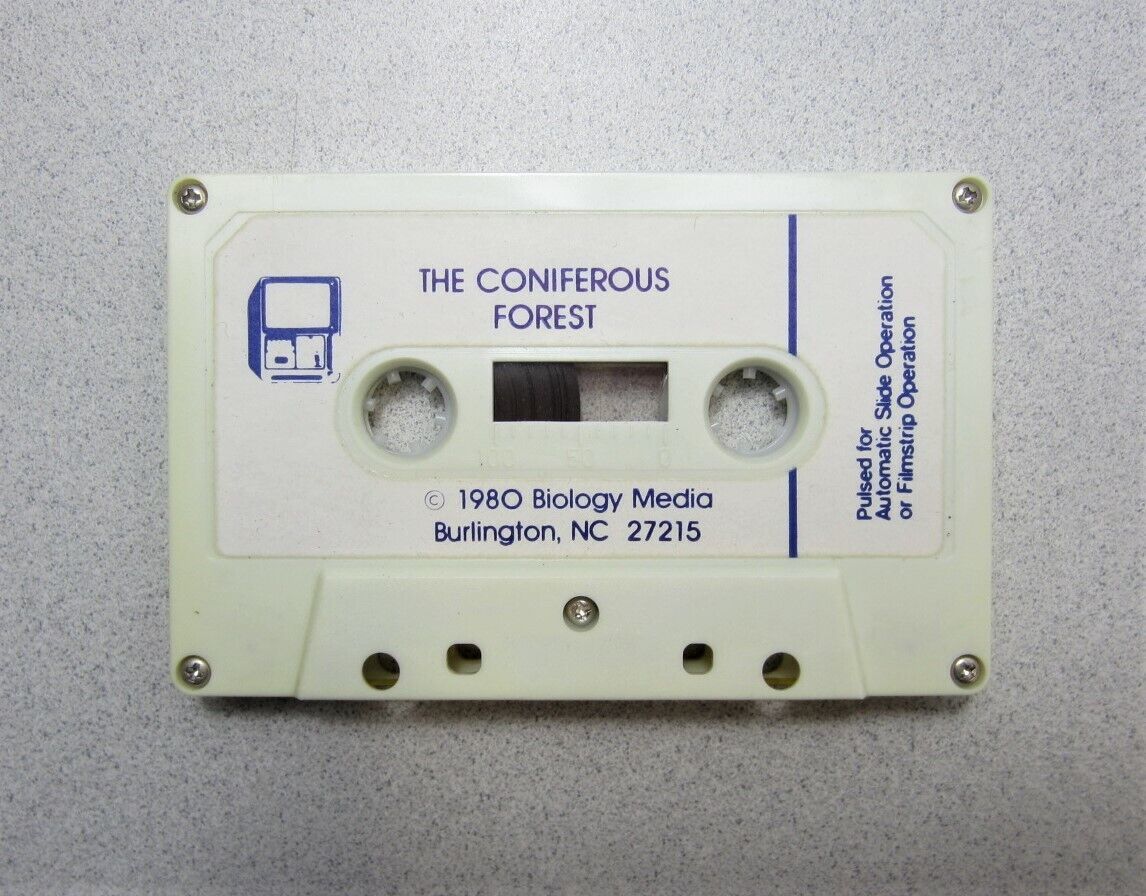 THE CONIFEROUS
FOREST
100 50 0
© 1980 Biology Media
Burlington, NC 27215
Pulsed for
Automatic Slide Operation
or Filmstrip Operation